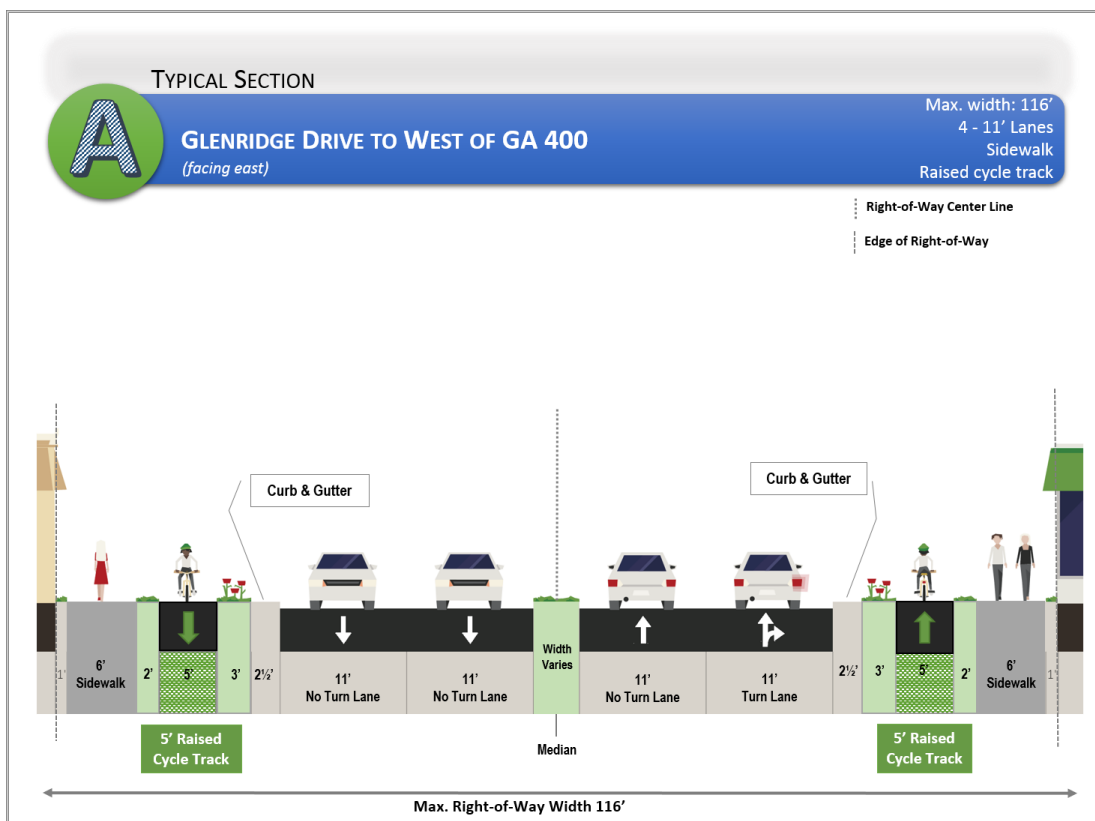 TYPICAL SECTION
A
GLENRIDGE DRIVE TO WEST OF GA 400
(facing east)
Max. width: 116'
4 - 11' Lanes
Sidewalk
Raised cycle track
Right-of-Way Center Line
Edge of Right-of-Way
Curb & Gutter
Curb & Gutter
1'
6'
Sidewalk
2'
5'
3'
2½'
11'
No Turn Lane
11'
No Turn Lane
Width
Varies
11'
No Turn Lane
11'
Turn Lane
2½'
3'
5'
2'
6'
Sidewalk
1'
5' Raised
Cycle Track
Median
5' Raised
Cycle Track
Max. Right-of-Way Width 116'